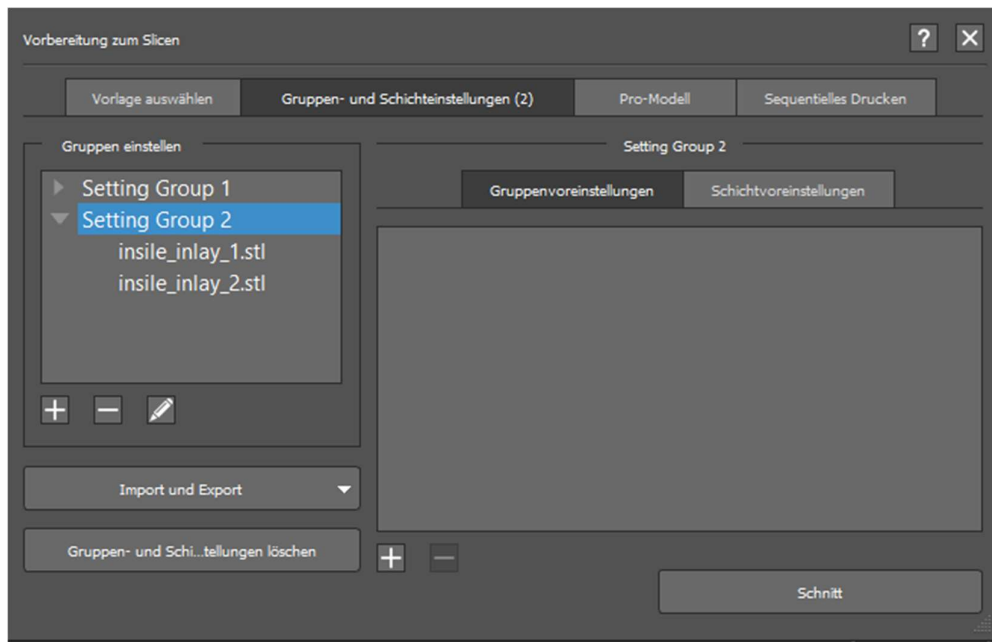 Vorbereitung zum Slicen
?
Vorlage auswählen
Gruppen- und Schichteinstellungen (2)
Pro-Modell
Sequentielles Drucken
Gruppen einstellen
Setting Group 1
Setting Group 2
insile_inlay_1.stl
insile_inlay_2.stl
Import und Export
Gruppen- und Schi...tellungen löschen
Setting Group 2
Gruppenvoreinstellungen
Schichtvoreinstellungen
Schnitt